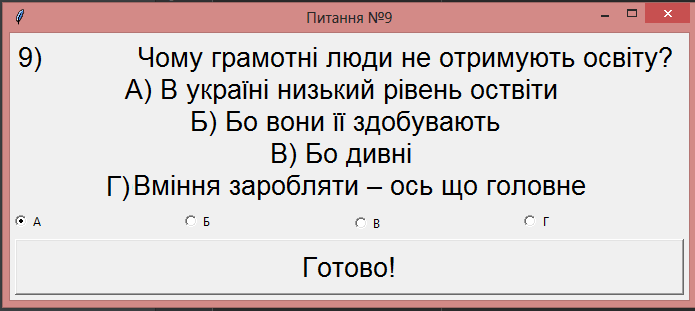 Питання №9
9) Чому грамотні люди не отримують освіту?
А) В україні низький рівень оствіти
Б) Бо вони її здобувають
В) Бо дивні
Г) Вміння заробляти – ось що головне
А Б В Г
Готово!